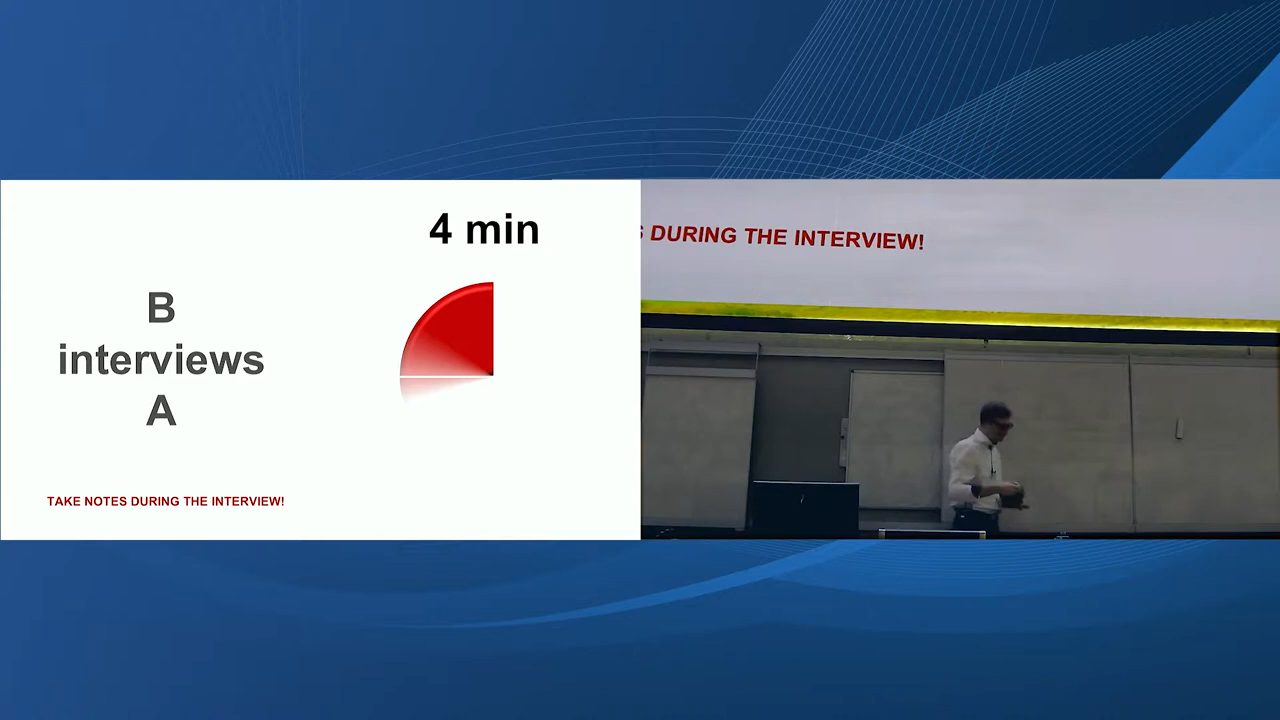 4 min
B
interviews
A
TAKE NOTES DURING THE INTERVIEW!
DURING THE INTERVIEW!